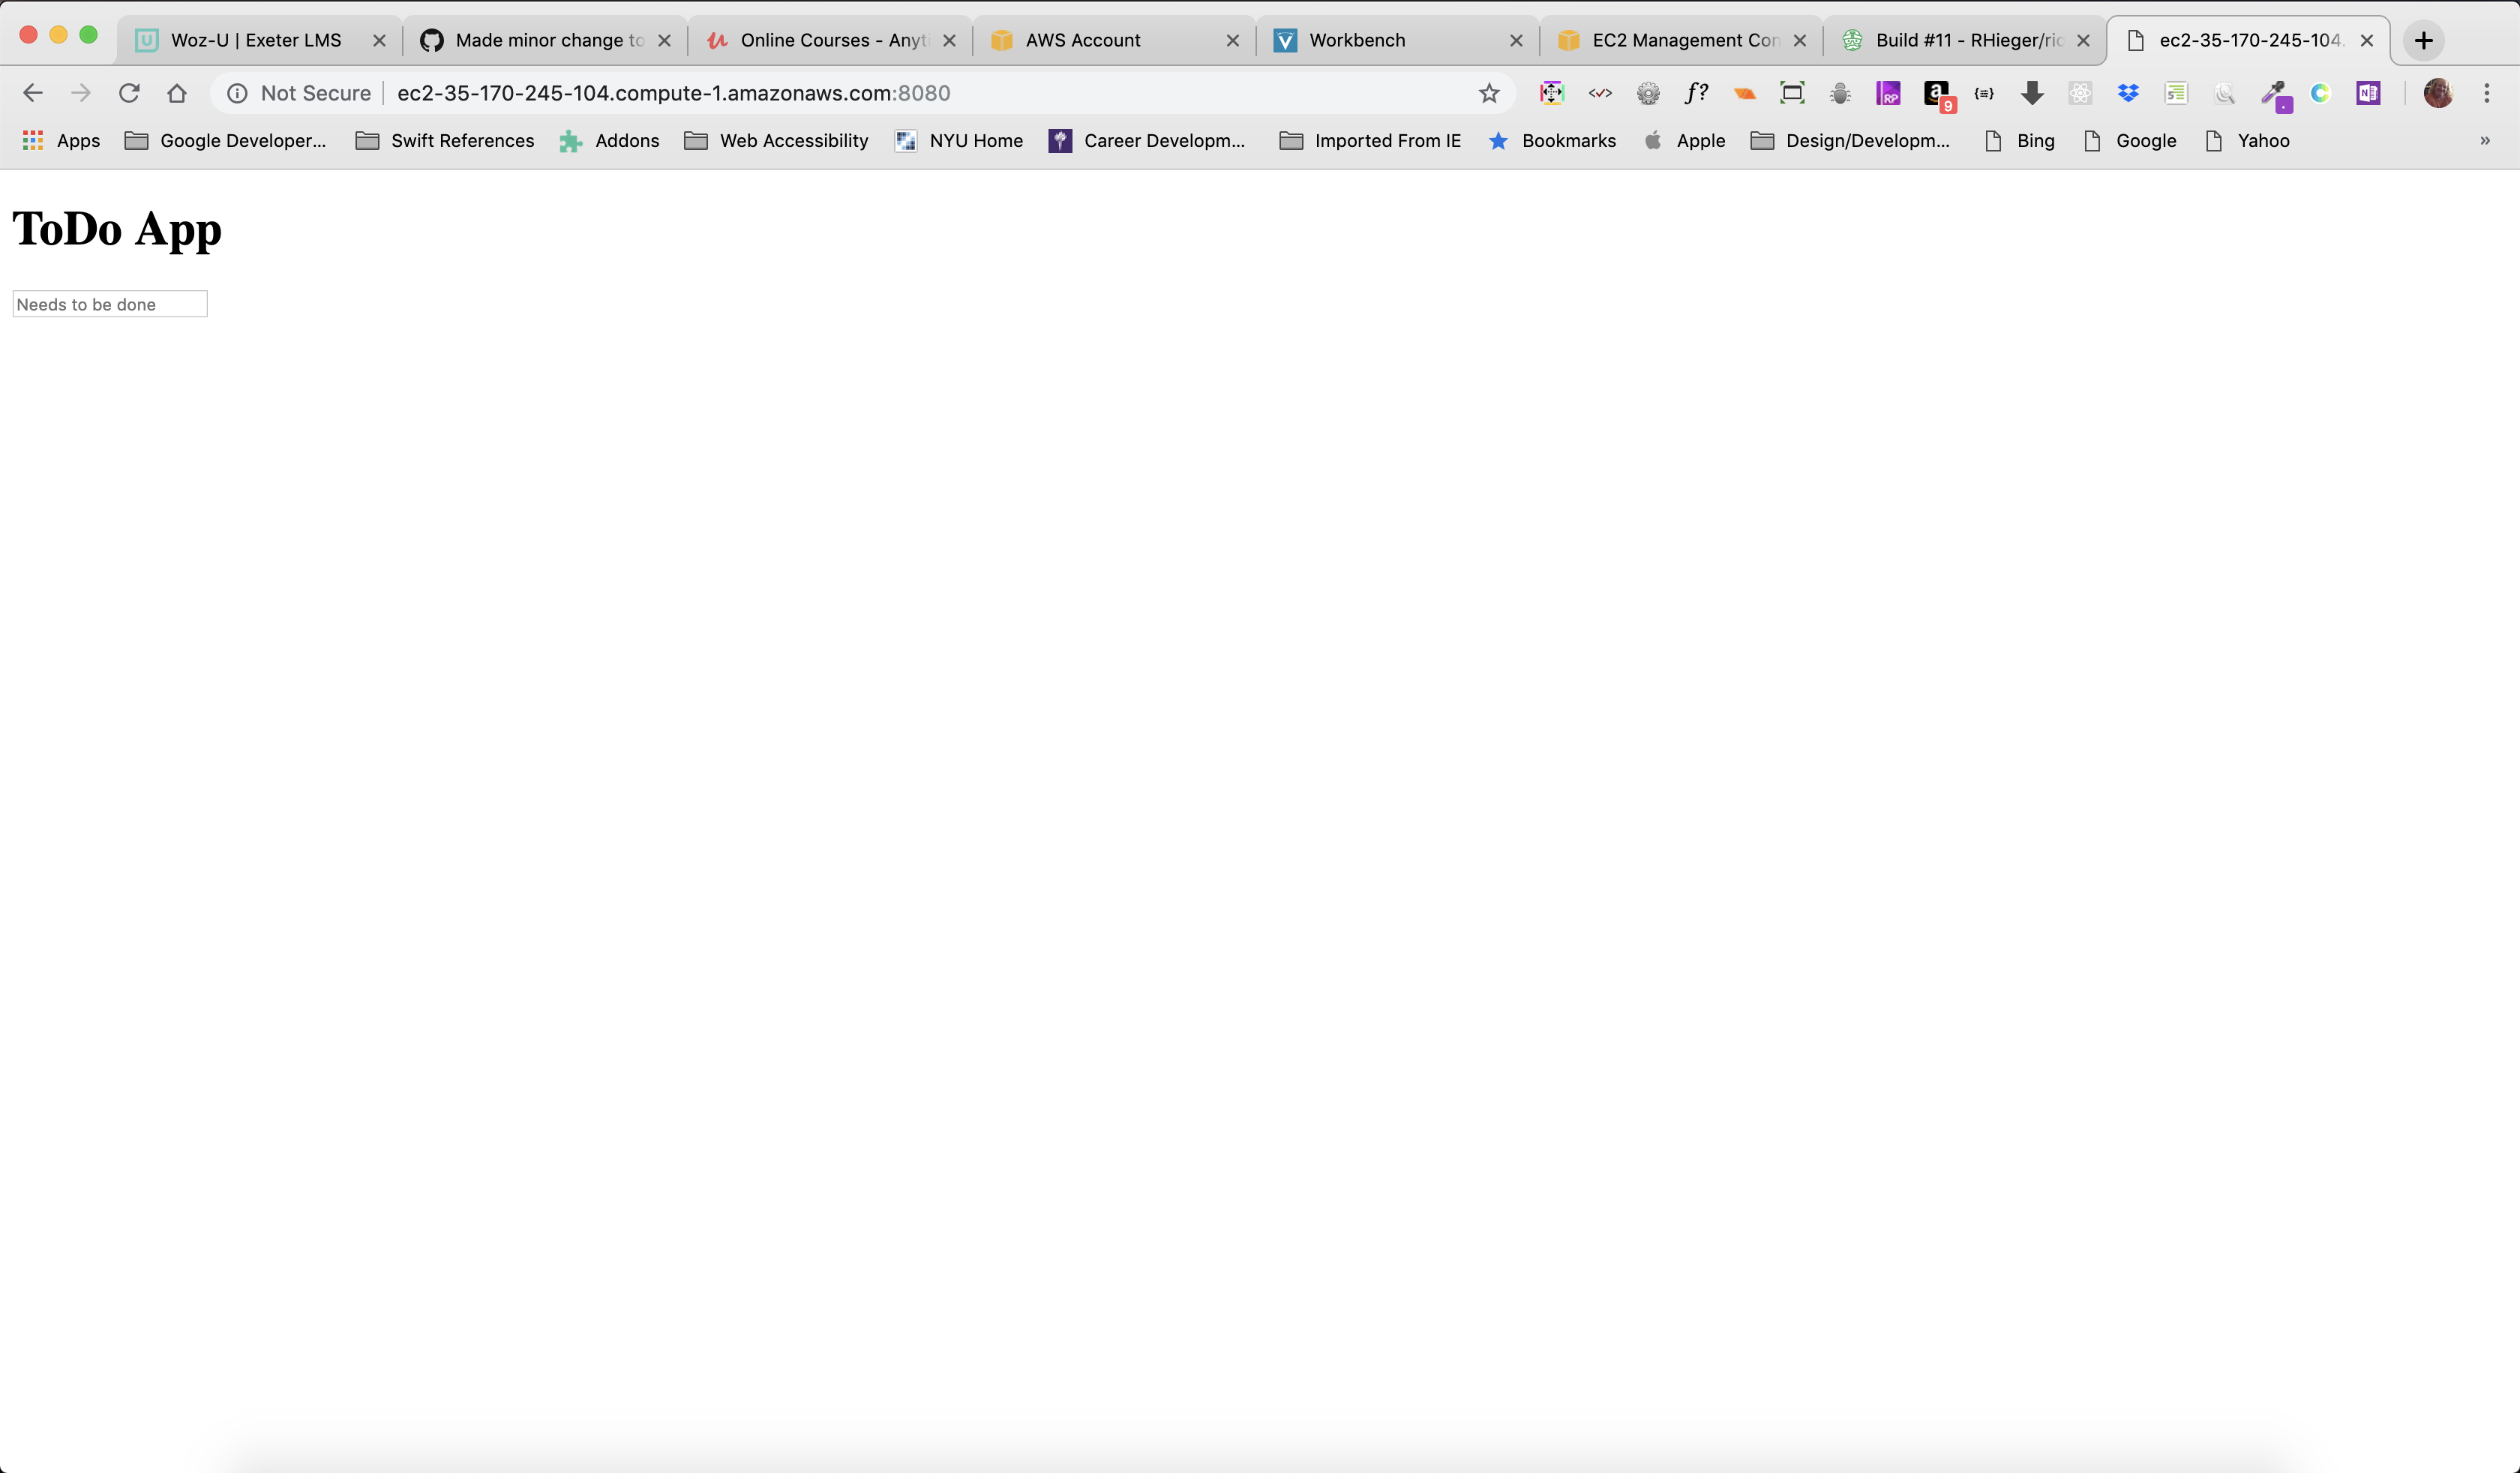 Woz-U | Exeter LMS
Made minor change to
Online Courses - Anyti
AWS Account
Workbench
EC2 Management Con
Build #11 - RHieger/ric
ec2-35-170-245-104.
Not Secure
ec2-35-170-245-104.compute-1.amazonaws.com:8080
f?
RP
a
9
N
Apps
Google Developer...
Swift References
Addons
Web Accessibility
NYU Home
Career Developm...
Imported From IE
Bookmarks
Apple
Design/Developm...
Bing
Google
Yahoo
»
ToDo App
Needs to be done